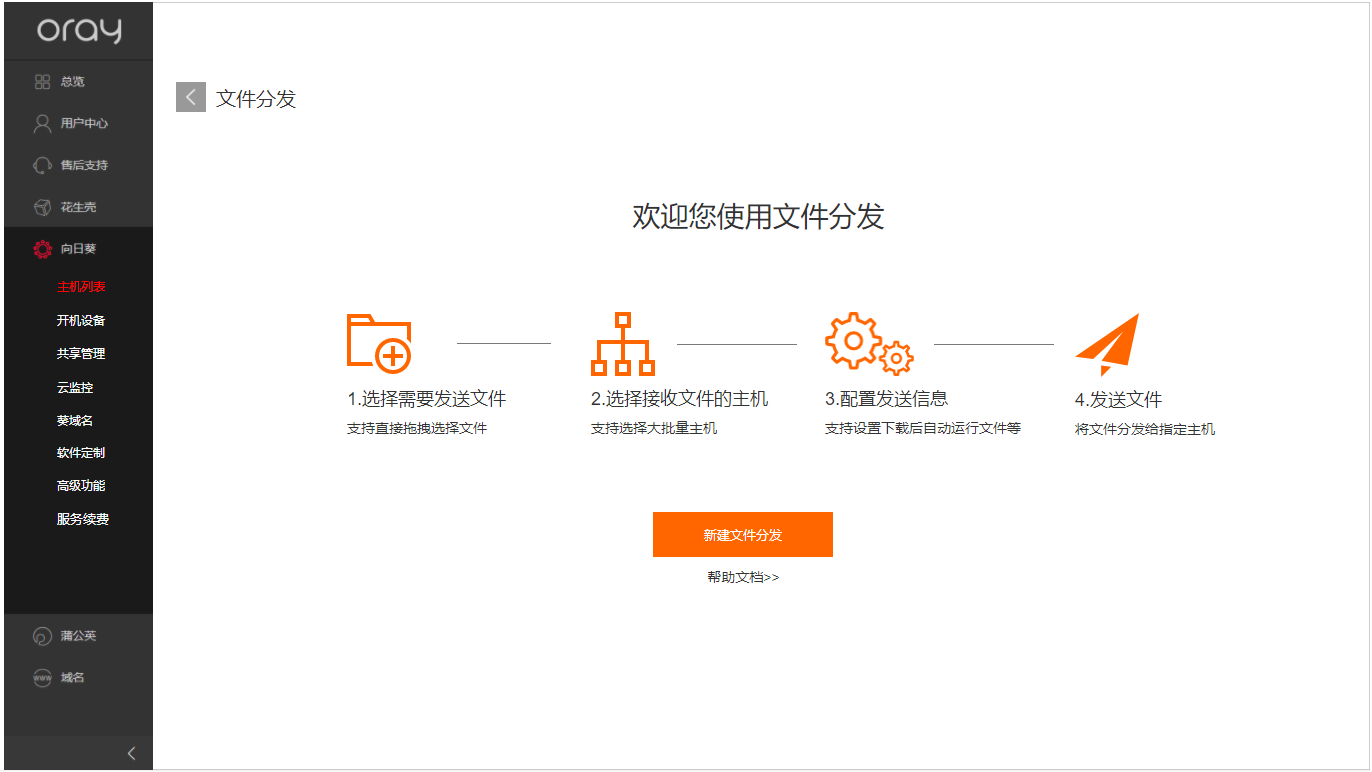 oray
总览
用户中心
售后支持
花生壳
向日葵
主机列表
开机设备
共享管理
云监控
葵域名
软件定制
高级功能
服务续费
蒲公英
www 域名
文件分发
欢迎您使用文件分发
1.选择需要发送文件
支持直接拖拽选择文件
2.选择接收文件的主机
支持选择大批量主机
3.配置发送信息
支持设置下载后自动运行文件等
4.发送文件
将文件分发给指定主机
新建文件分发
帮助文档>>